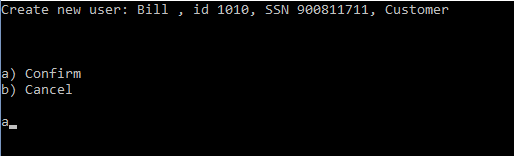 Create new user: Bill , id 1010, SSN 900811711, Customer
a) Confirm
b) Cancel
a